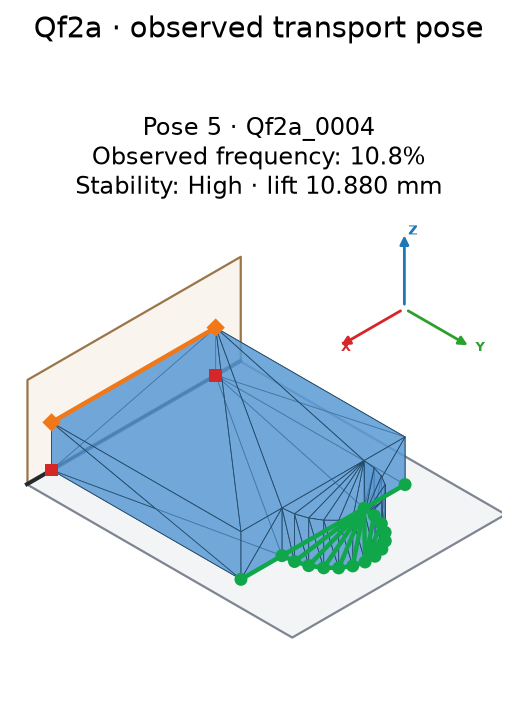 Qf2a · observed transport pose
Pose 5 · Qf2a_0004
Observed frequency: 10.8%
Stability: High · lift 10.880 mm
Z
X
Y